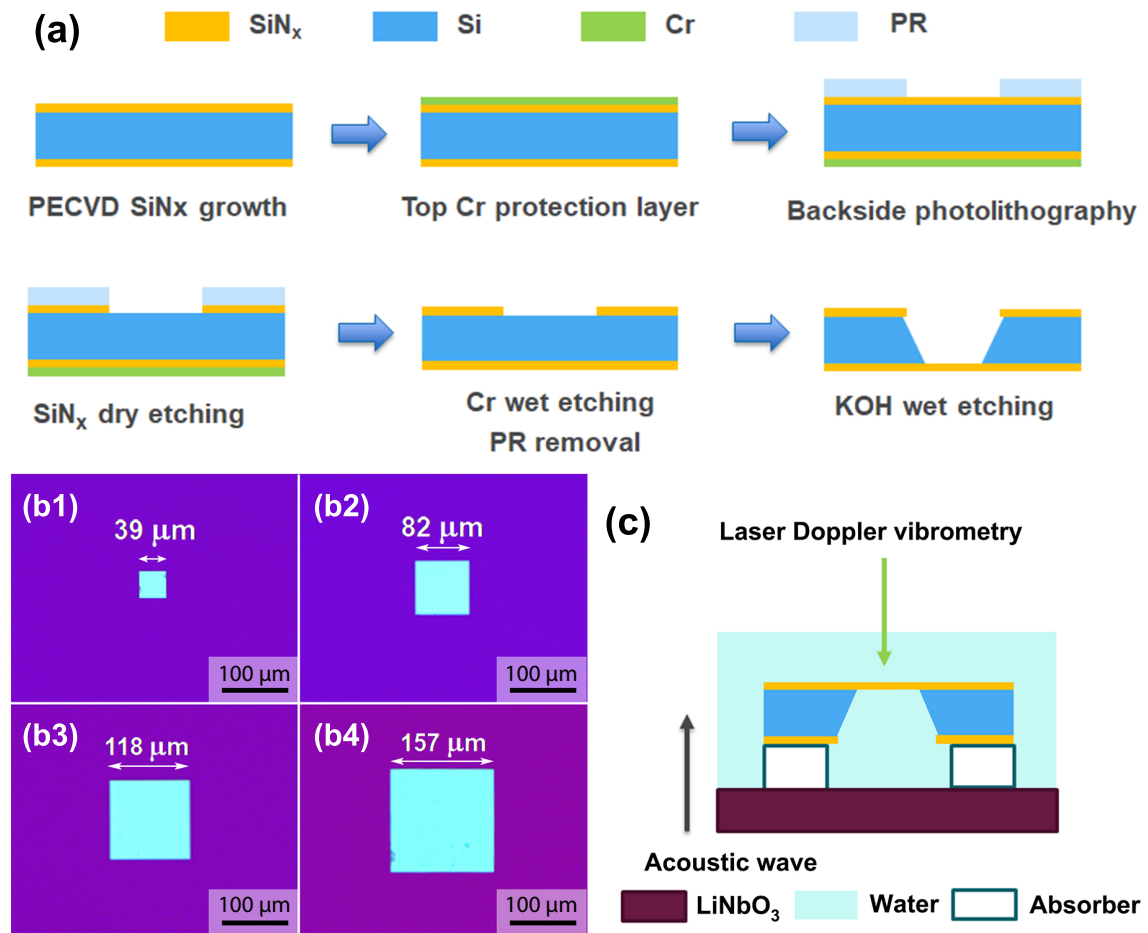 (a)
SiNₓ
Si
Cr
PR
PECVD SiNx growth
Top Cr protection layer
Backside photolithography
SiNₓ dry etching
Cr wet etching
PR removal
KOH wet etching
(b1)
39 μm
100 μm
(b2)
82 μm
100 μm
(b3)
118 μm
100 μm
(b4)
157 μm
100 μm
(c)
Laser Doppler vibrometry
Acoustic wave
LiNbO₃
Water
Absorber